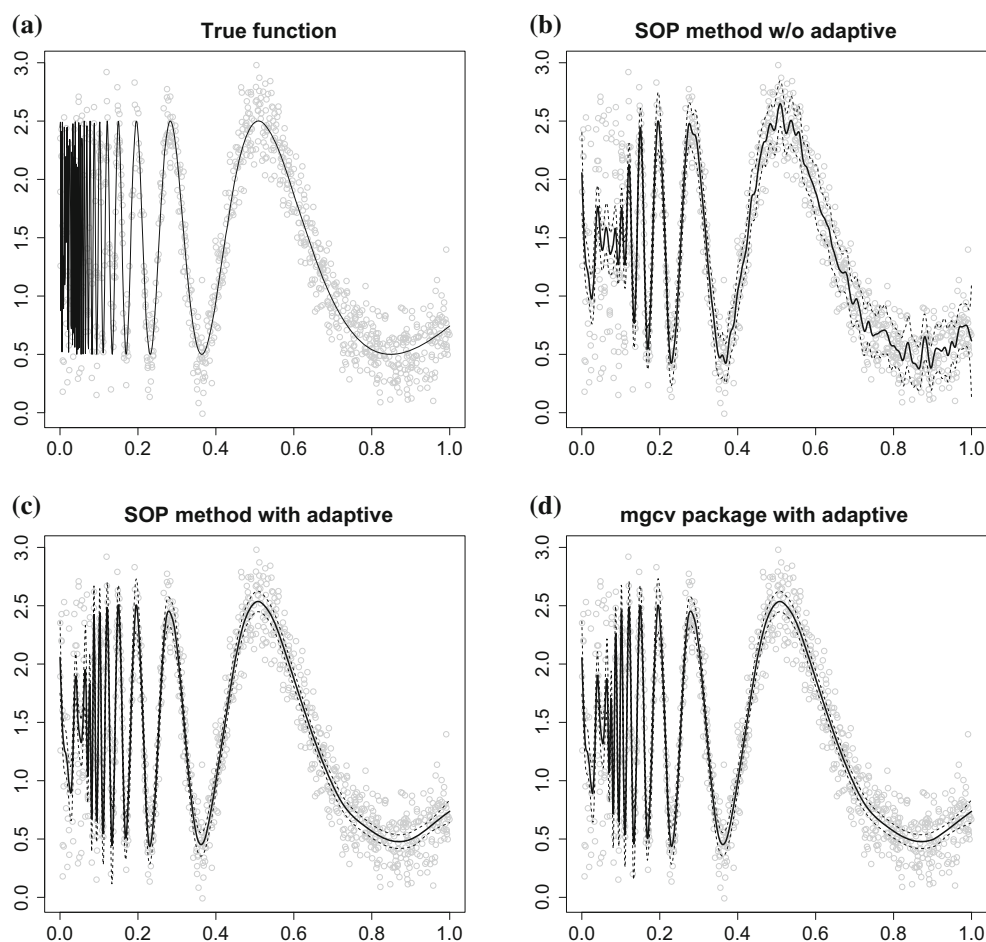 (a)
True function
0.0 0.5 1.0 1.5 2.0 2.5 3.0
0.0 0.2 0.4 0.6 0.8 1.0
(b)
SOP method w/o adaptive
0.0 0.5 1.0 1.5 2.0 2.5 3.0
0.0 0.2 0.4 0.6 0.8 1.0
(c)
SOP method with adaptive
0.0 0.5 1.0 1.5 2.0 2.5 3.0
0.0 0.2 0.4 0.6 0.8 1.0
(d)
mgcv package with adaptive
0.0 0.5 1.0 1.5 2.0 2.5 3.0
0.0 0.2 0.4 0.6 0.8 1.0